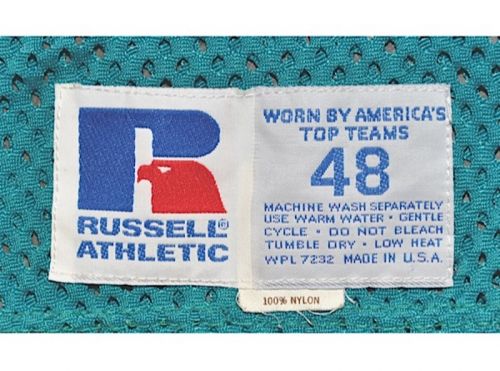 RUSSELL®
ATHLETIC
WORN BY AMERICA'S
TOP TEAMS
48
MACHINE WASH SEPARATELY
USE WARM WATER · GENTLE
CYCLE · DO NOT BLEACH
TUMBLE DRY · LOW HEAT
WPL 7232 MADE IN U.S.A.
100% NYLON